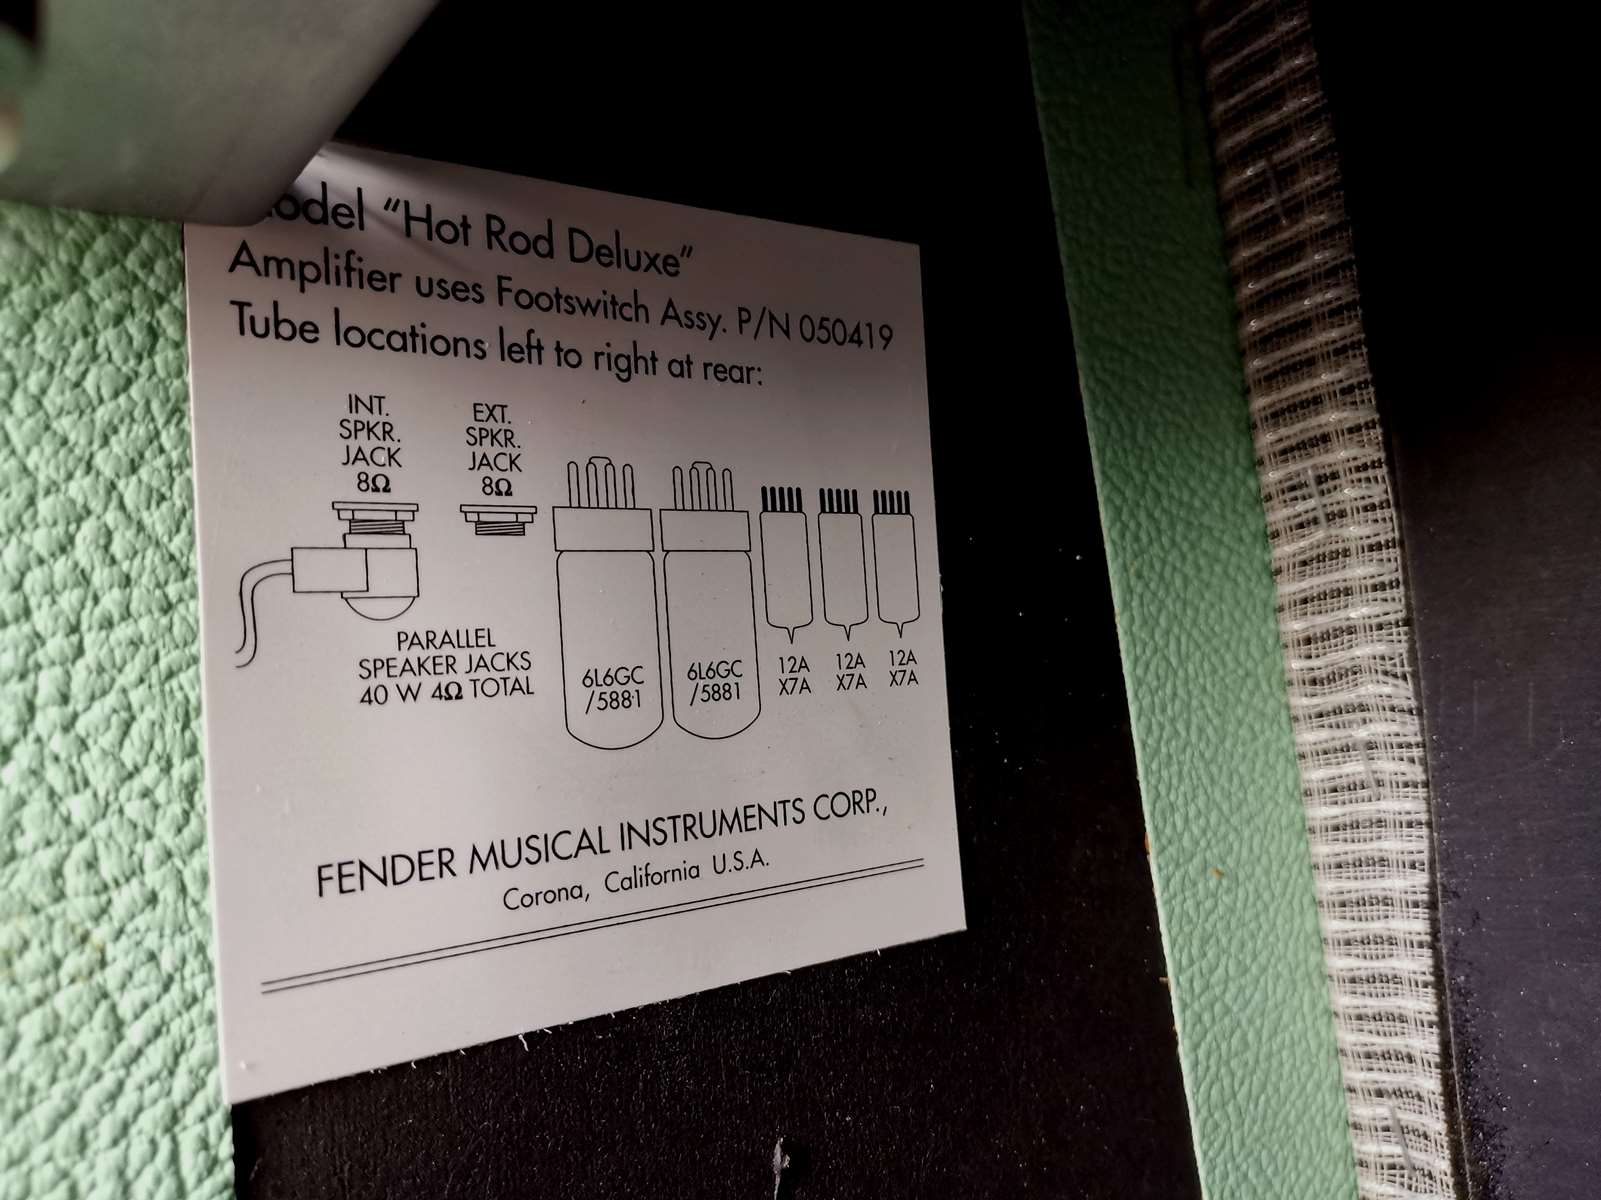 "Hot Rod Deluxe"
Amplifier uses Footswitch Assy. P/N 050419
Tube locations left to right at rear:
INT.
SPKR.
JACK
8Ω
EXT.
SPKR.
JACK
8Ω
PARALLEL
SPEAKER JACKS
40 W 4Ω TOTAL
6L6GC
/5881
6L6GC
/5881
12A
X7A
12A
X7A
12A
X7A
FENDER MUSICAL INSTRUMENTS CORP.,
Corona, California U.S.A.